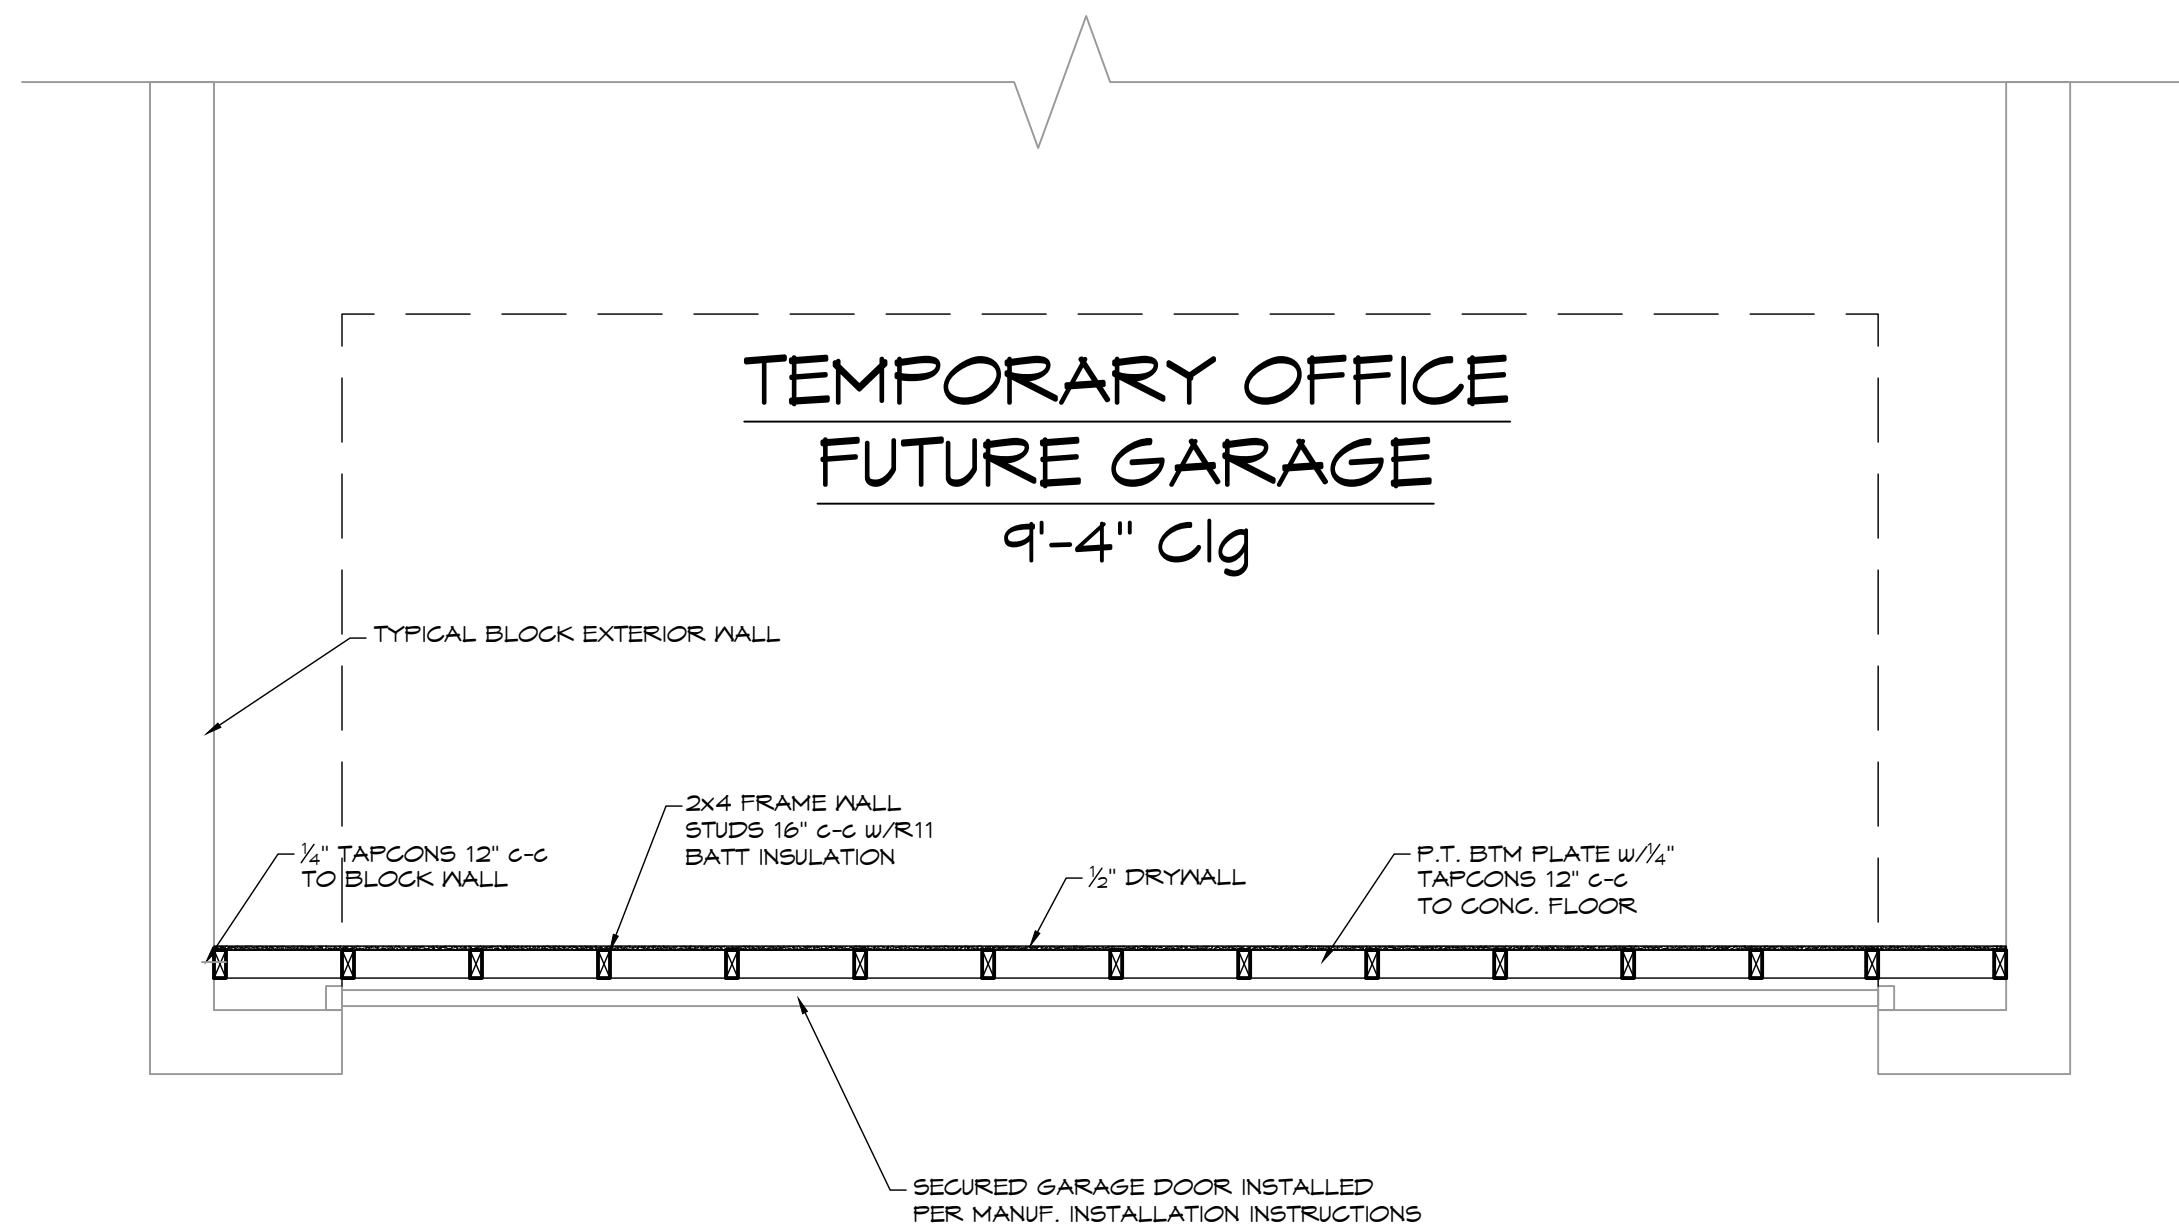 TEMPORARY OFFICE
FUTURE GARAGE
9'-4" Clg
TYPICAL BLOCK EXTERIOR WALL
2x4 FRAME WALL
STUDS 16" c-c w/R11
BATT INSULATION
¼" TAPCONS 12" c-c
TO BLOCK WALL
½" DRYWALL
P.T. BTM PLATE w/¼"
TAPCONS 12" c-c
TO CONC. FLOOR
SECURED GARAGE DOOR INSTALLED
PER MANUF. INSTALLATION INSTRUCTIONS